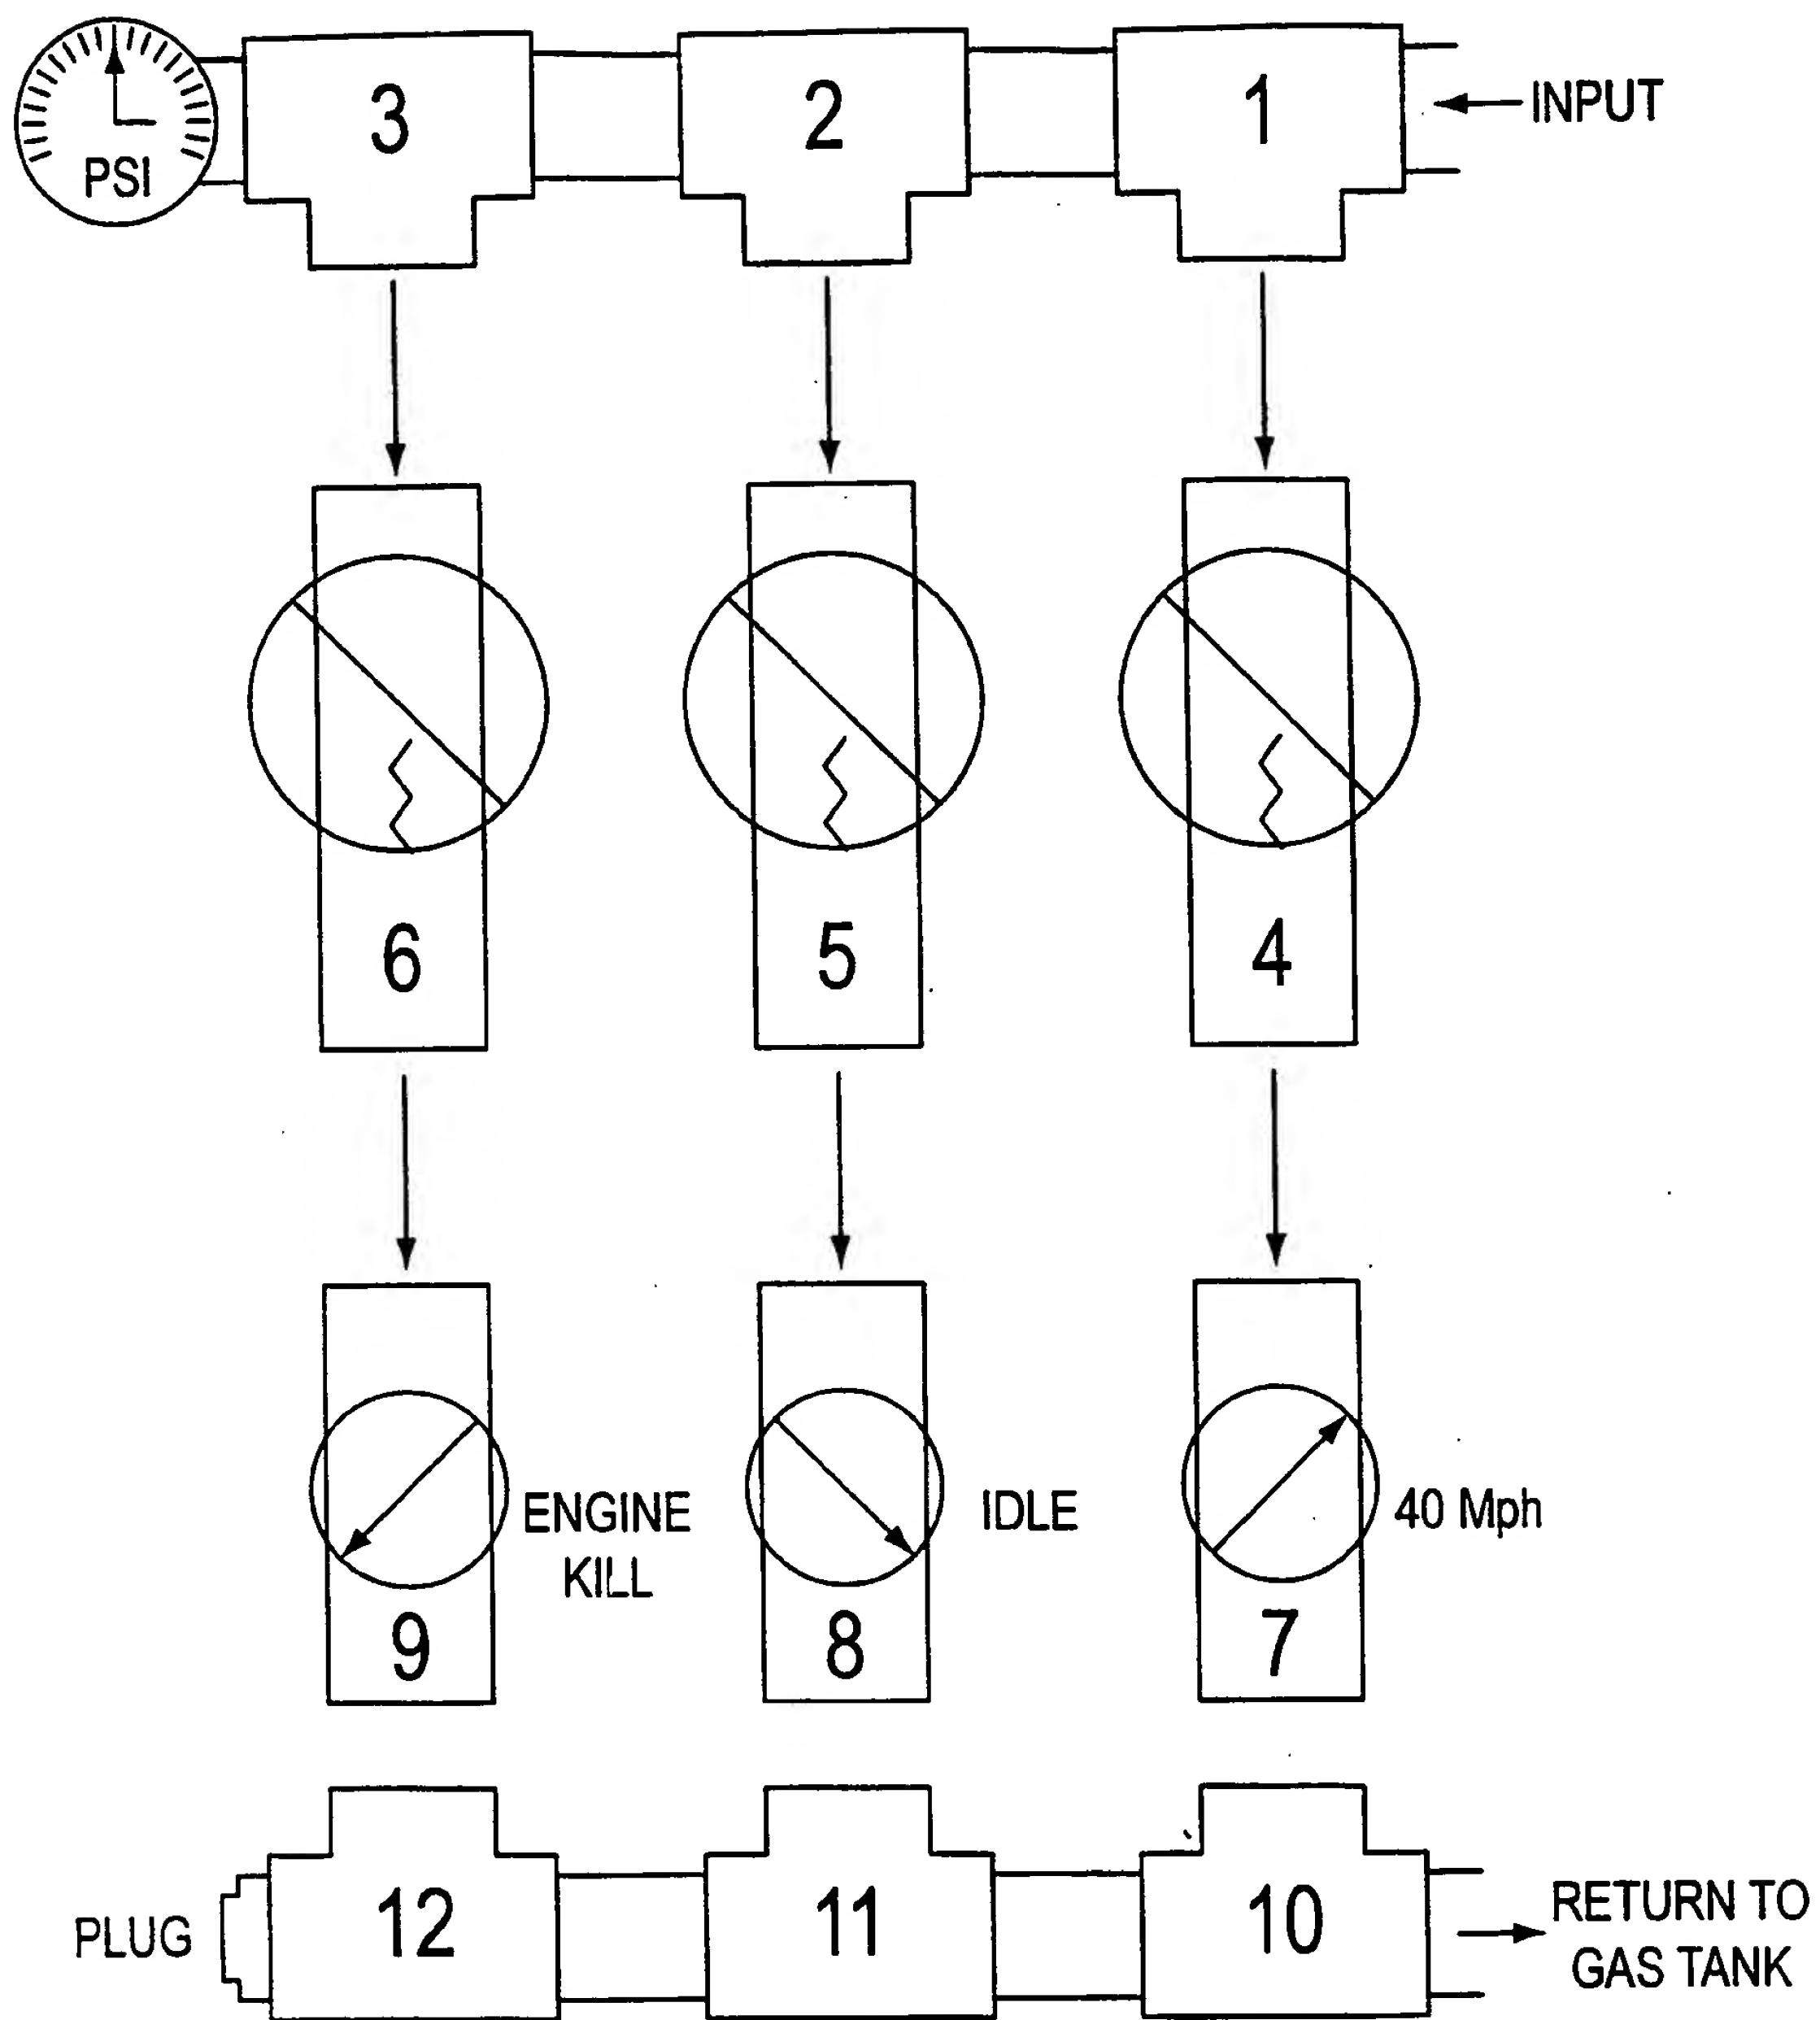 PSI
3
2
1
INPUT
6
5
4
ENGINE
KILL
IDLE
40 Mph
9
8
7
PLUG
12
11
10
RETURN TO
GAS TANK